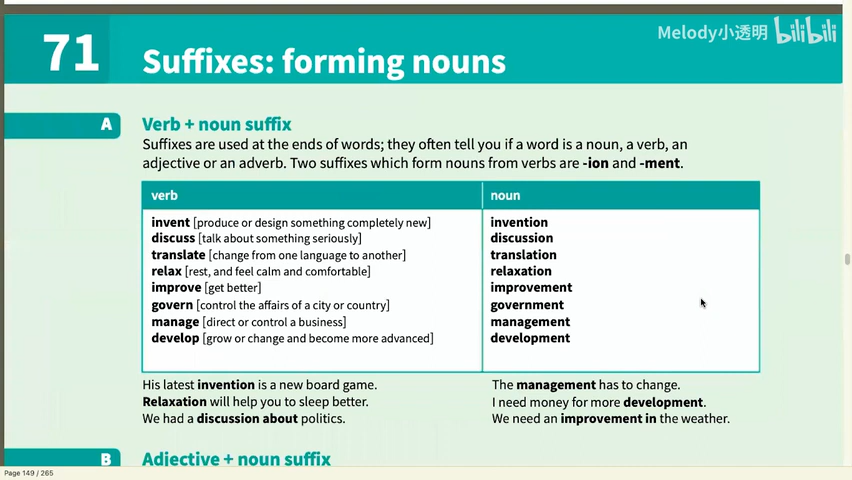 Melody小透明 bilibili
71 Suffixes: forming nouns
A Verb + noun suffix
Suffixes are used at the ends of words; they often tell you if a word is a noun, a verb, an
adjective or an adverb. Two suffixes which form nouns from verbs are -ion and -ment.
verb noun
invent [produce or design something completely new] invention
discuss [talk about something seriously] discussion
translate [change from one language to another] translation
relax [rest, and feel calm and comfortable] relaxation
improve [get better] improvement
govern [control the affairs of a city or country] government
manage [direct or control a business] management
develop [grow or change and become more advanced] development
His latest invention is a new board game. The management has to change.
Relaxation will help you to sleep better. I need money for more development.
We had a discussion about politics. We need an improvement in the weather.
B Adjective + noun suffix
Page 149 / 265